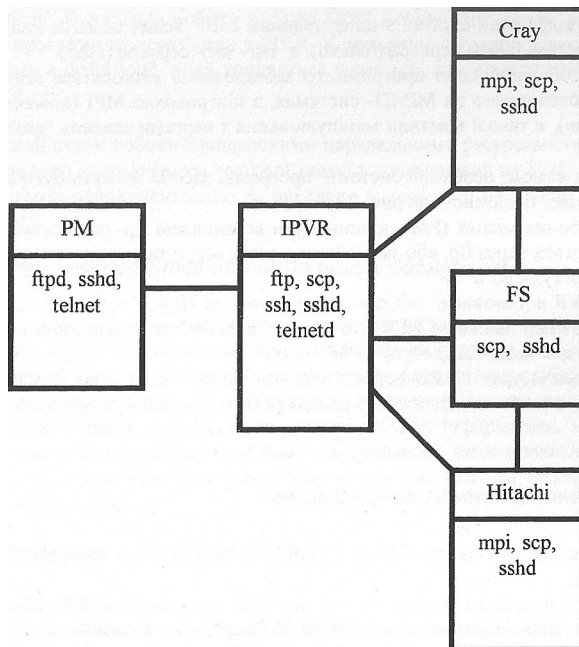 PM
ftpd, sshd,
telnet
IPVR
ftp, scp,
ssh, sshd,
telnetd
Cray
mpi, scp,
sshd
FS
scp, sshd
Hitachi
mpi, scp,
sshd